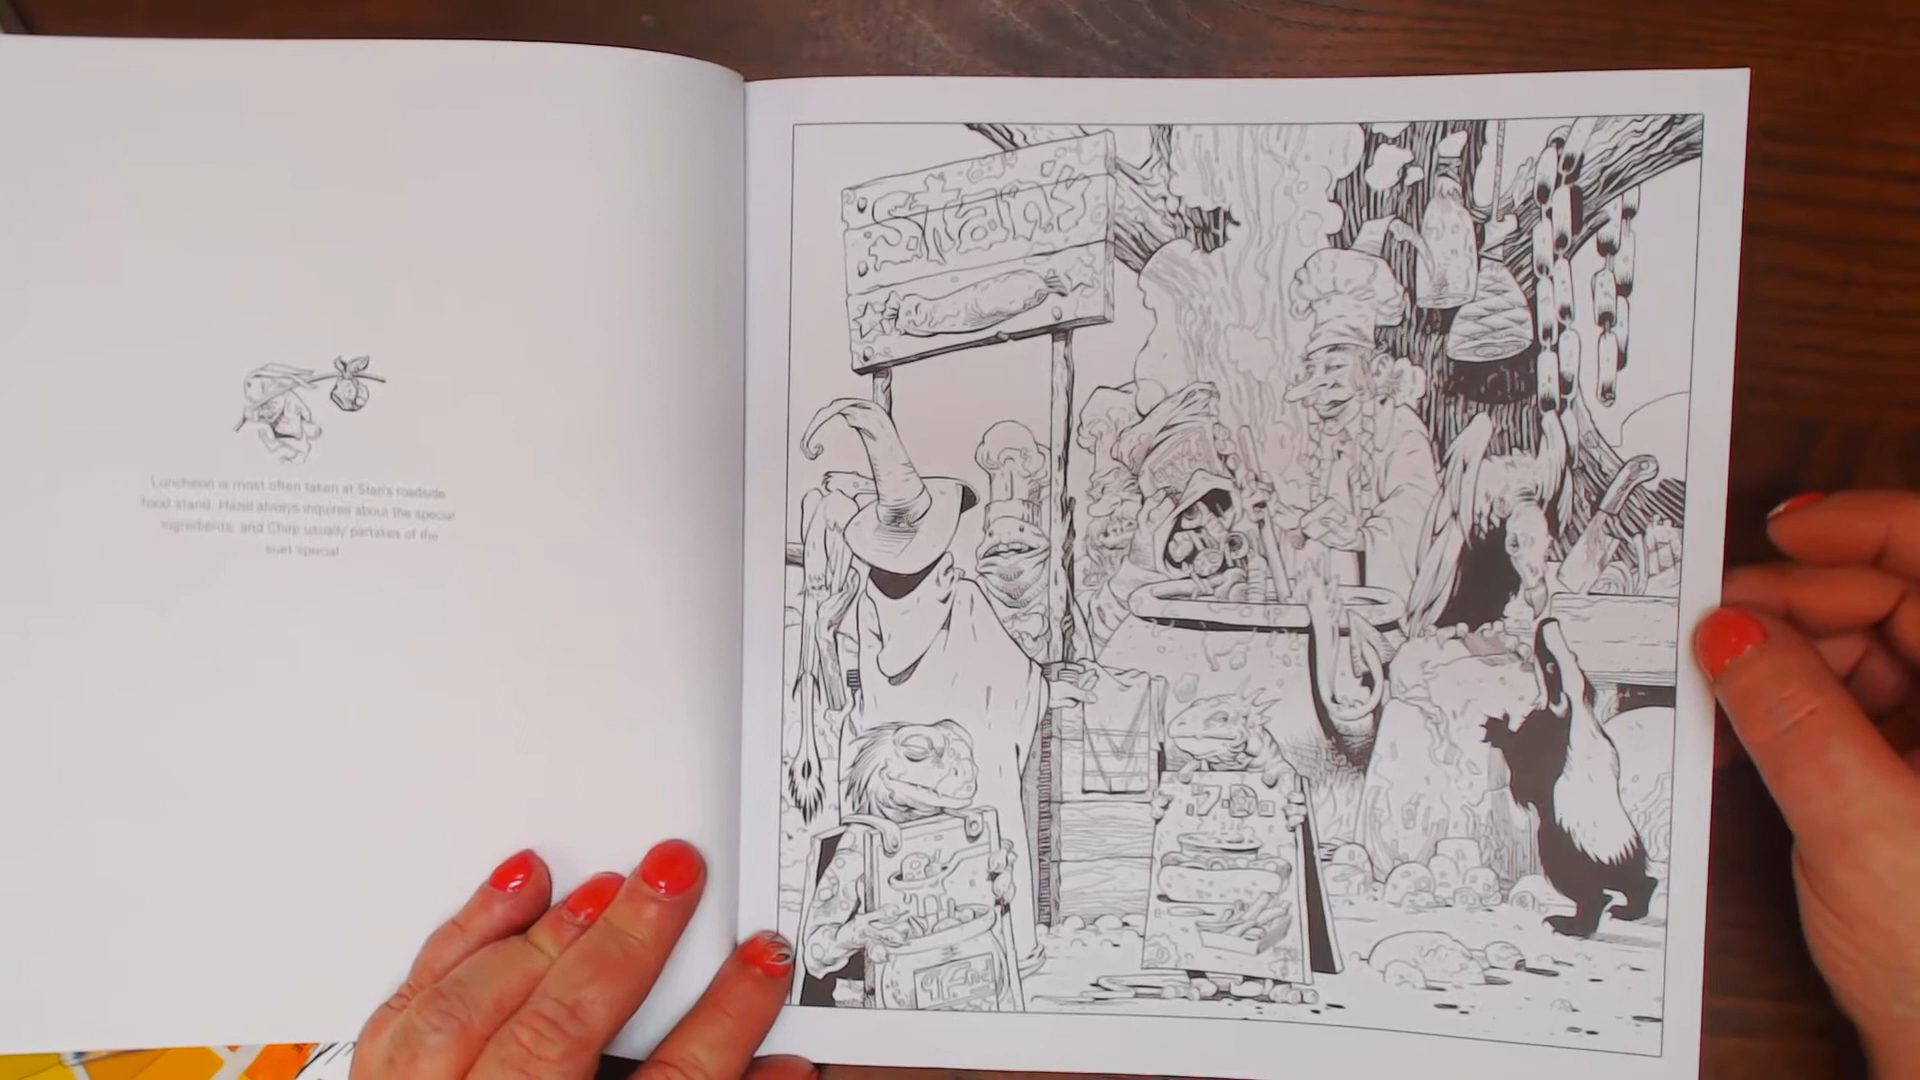 Luncheon is most often taken at Stan's roadside
food stand. Hazel always inquires about the special
ingredients, and Chirp usually partakes of the
suet special.
Stan's